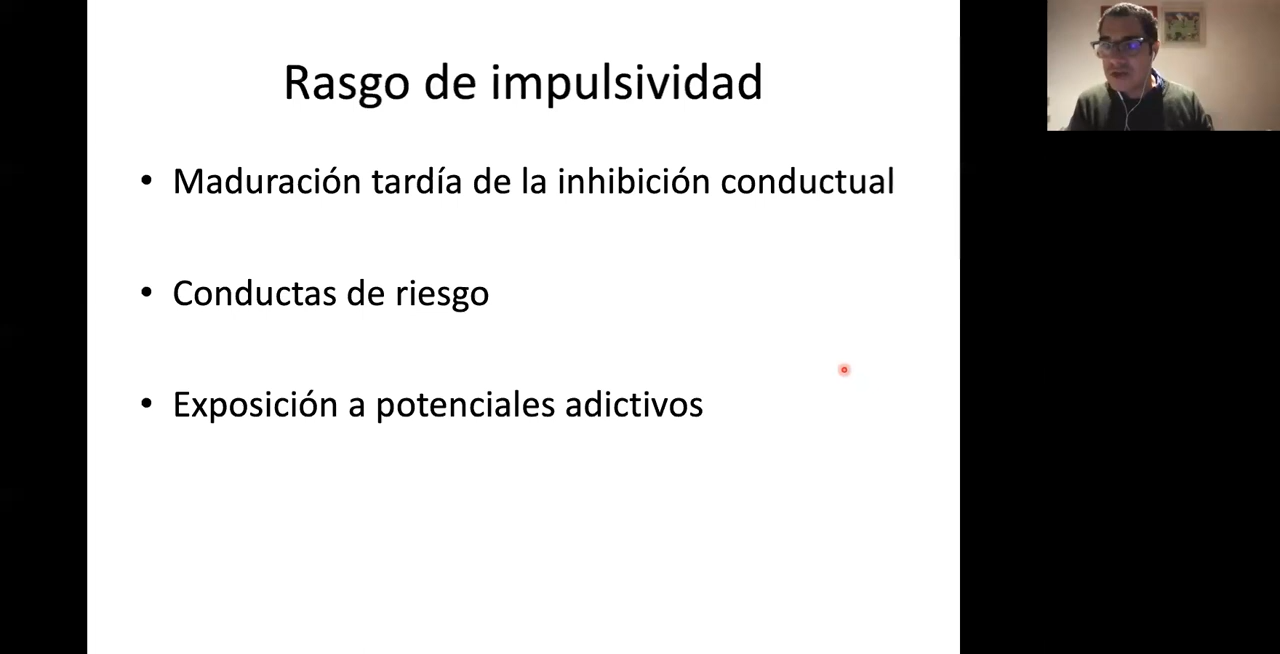 Rasgo de impulsividad
• Maduración tardía de la inhibición conductual
• Conductas de riesgo
• Exposición a potenciales adictivos